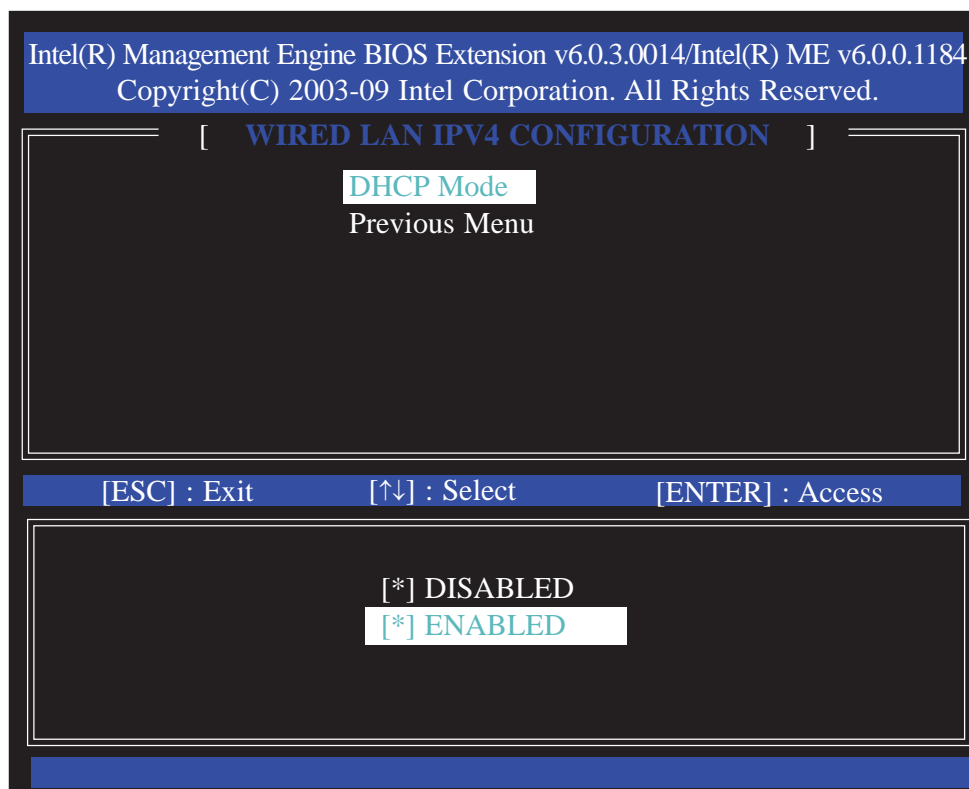 Intel(R) Management Engine BIOS Extension v6.0.3.0014/Intel(R) ME v6.0.0.1184
Copyright(C) 2003-09 Intel Corporation. All Rights Reserved.
[ WIRED LAN IPV4 CONFIGURATION ]
DHCP Mode
Previous Menu
[ESC] : Exit [↑↓] : Select [ENTER] : Access
[*] DISABLED
[*] ENABLED